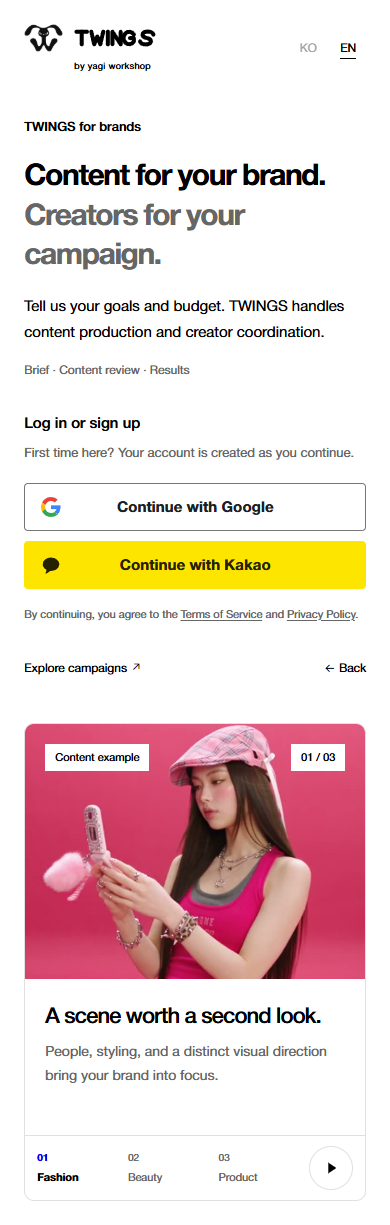 TWINGS
by yagi workshop
KO EN
TWINGS for brands
Content for your brand.
Creators for your
campaign.
Tell us your goals and budget. TWINGS handles
content production and creator coordination.
Brief · Content review · Results
Log in or sign up
First time here? Your account is created as you continue.
Continue with Google
Continue with Kakao
By continuing, you agree to the Terms of Service and Privacy Policy.
Explore campaigns ↗ ← Back
Content example 01 / 03
A scene worth a second look.
People, styling, and a distinct visual direction
bring your brand into focus.
01 02 03
Fashion Beauty Product